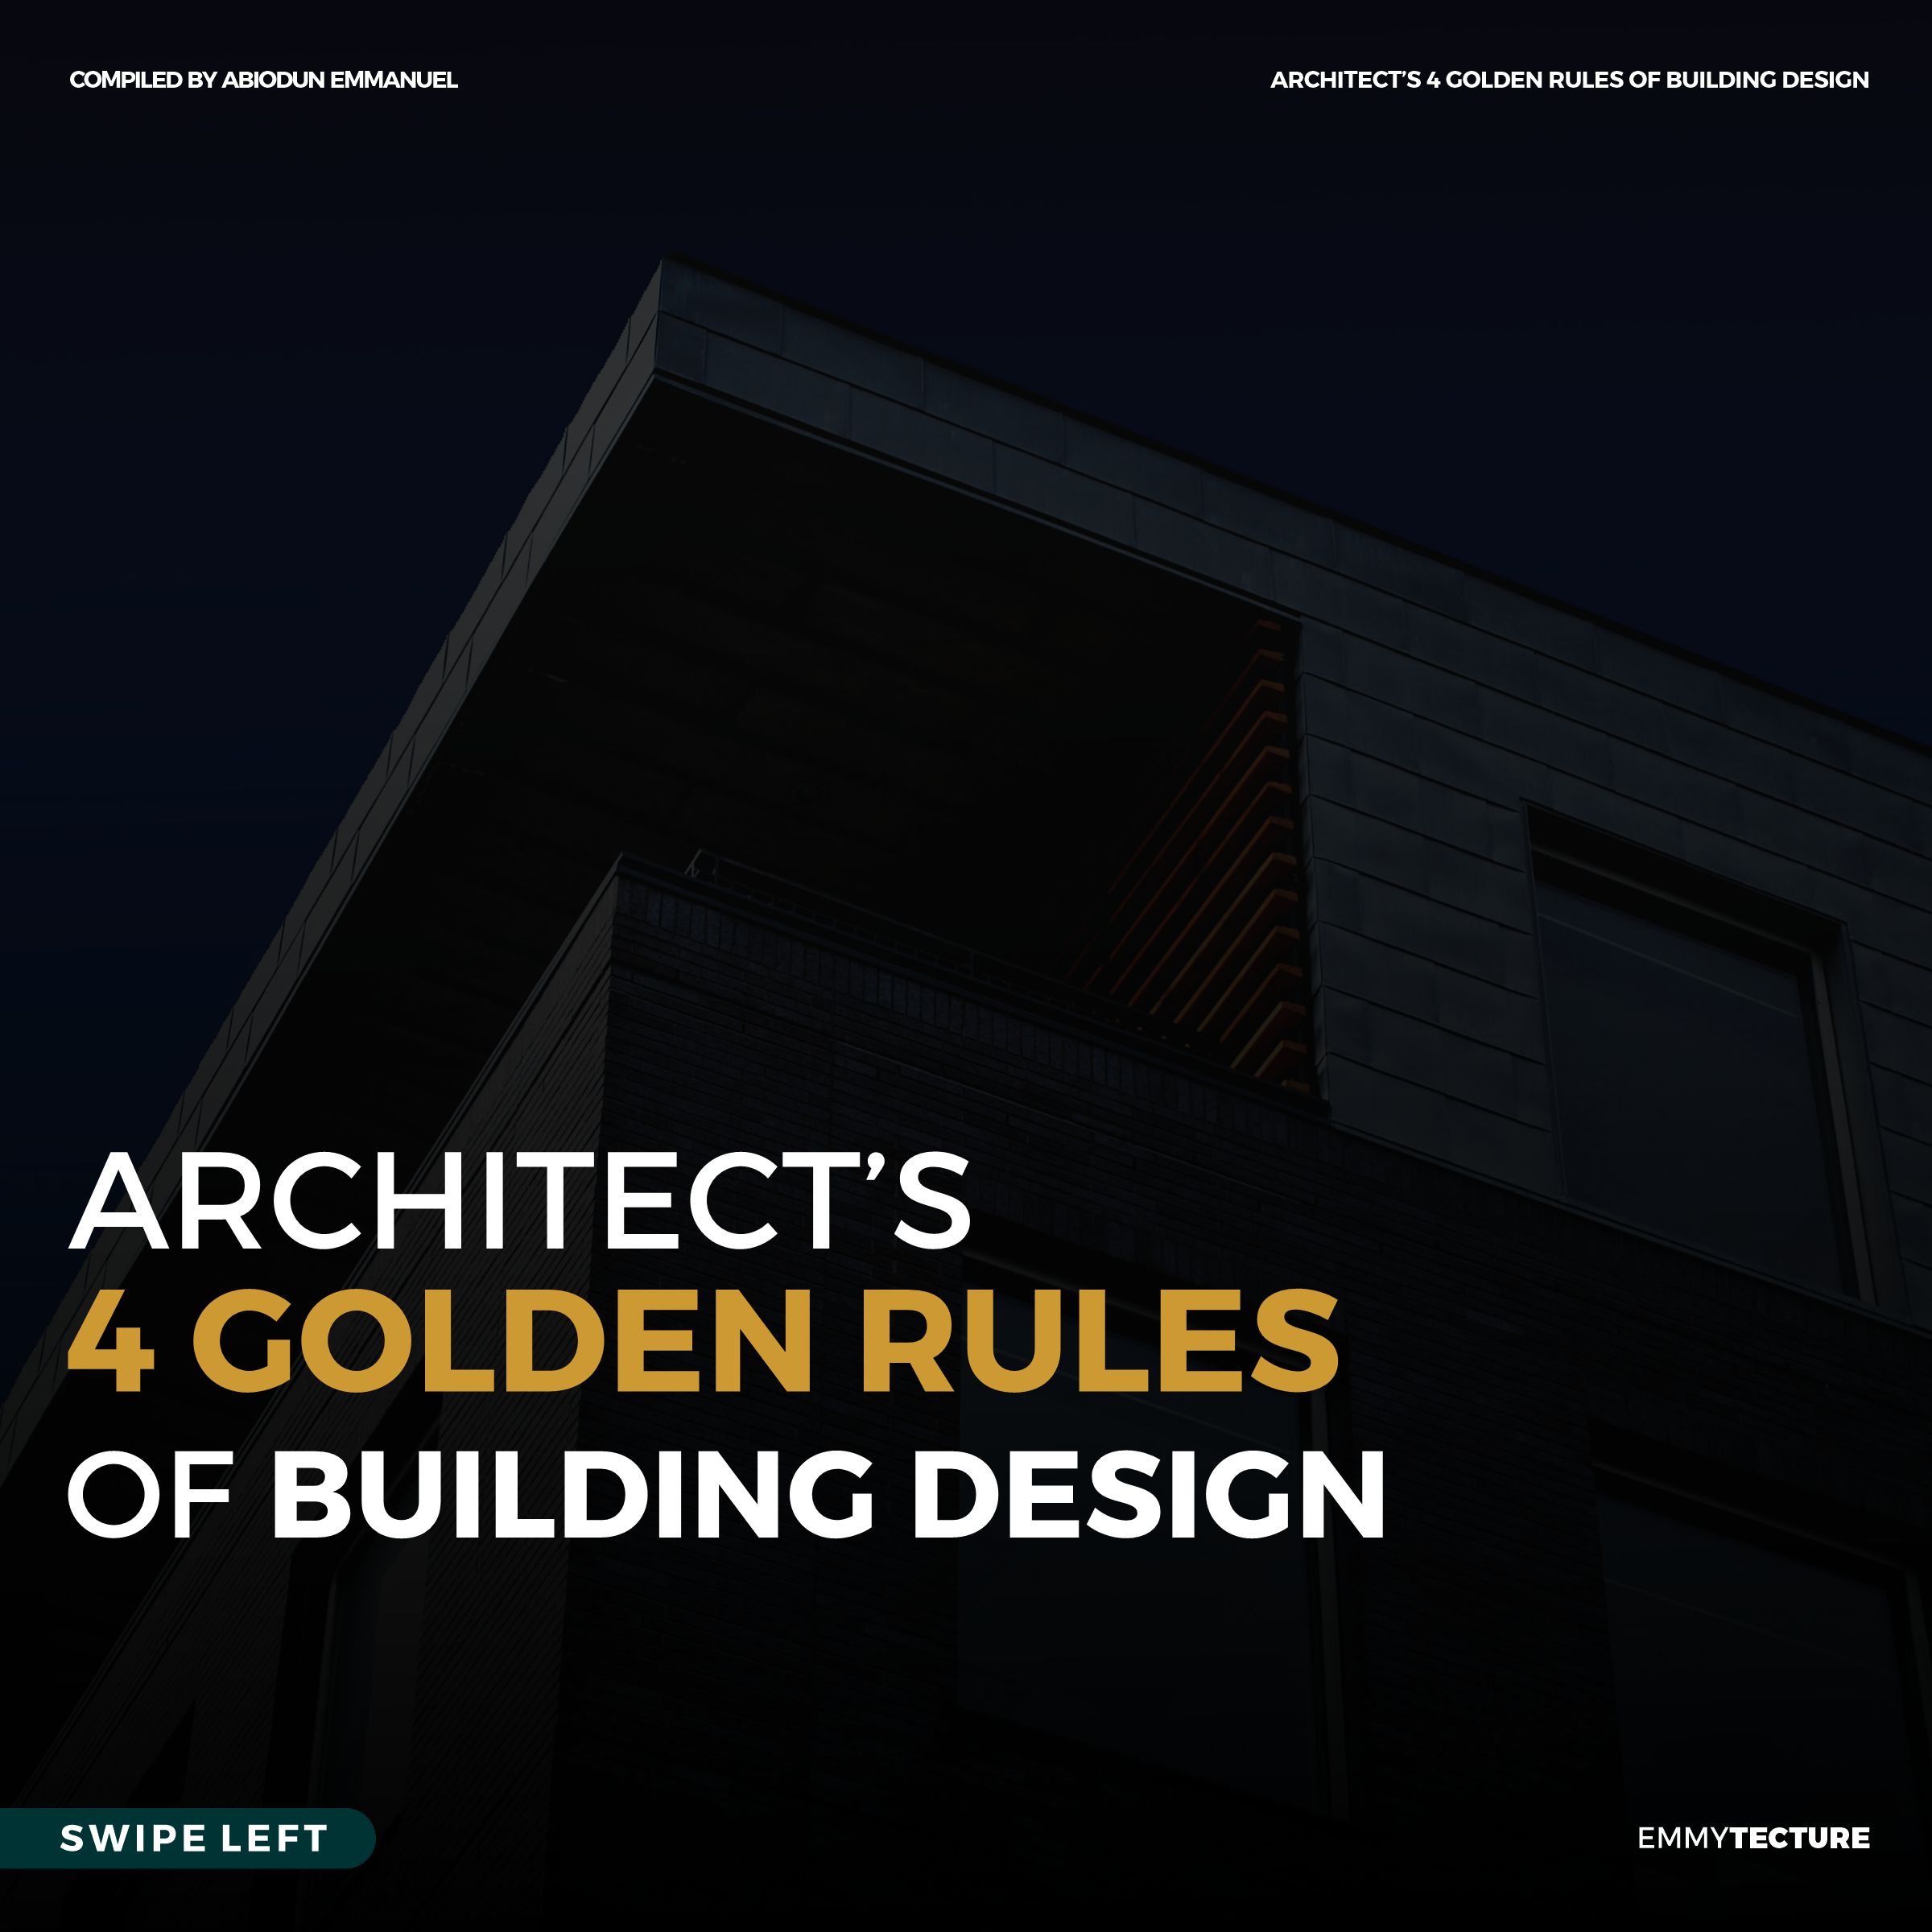 COMPILED BY ABIODUN EMMANUEL
ARCHITECT’S 4 GOLDEN RULES OF BUILDING DESIGN
ARCHITECT’S
4 GOLDEN RULES
OF BUILDING DESIGN
SWIPE LEFT
EMMYTECTURE